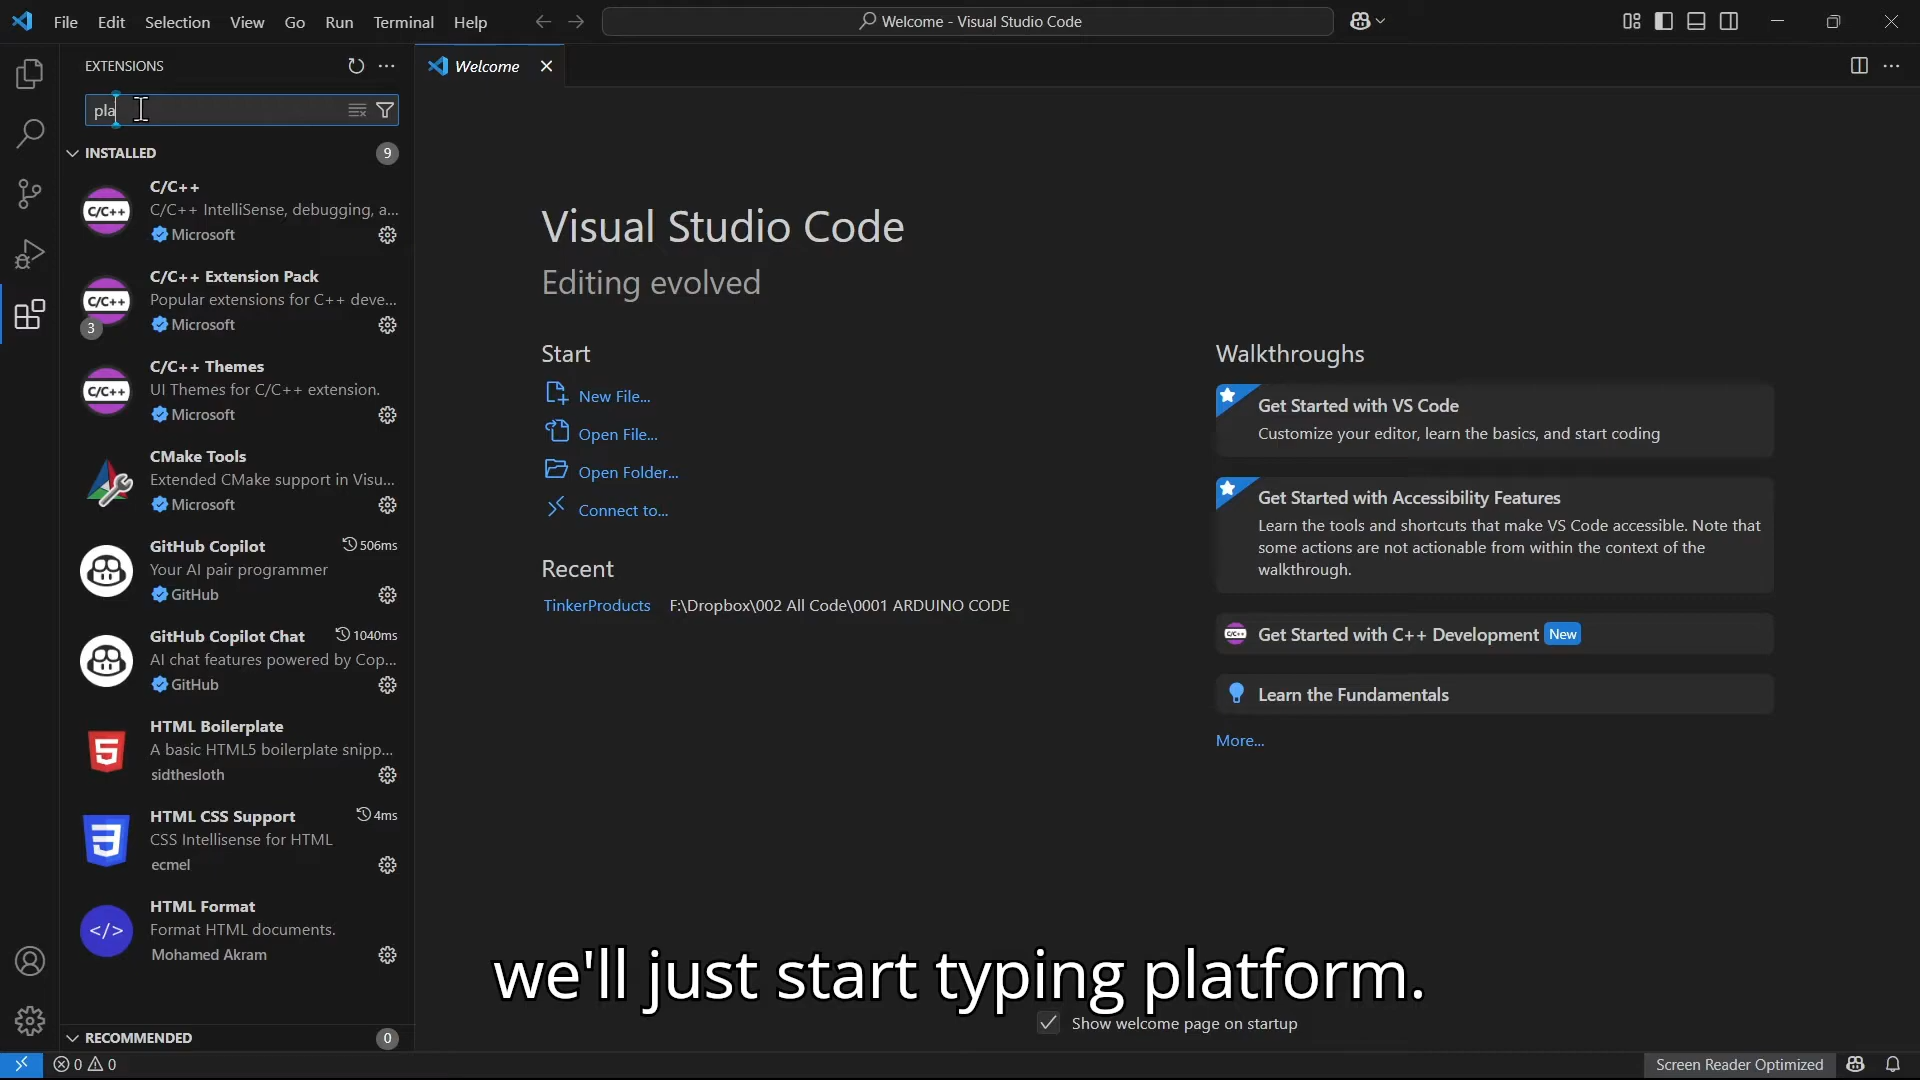 File Edit Selection View Go Run Terminal Help
Welcome - Visual Studio Code
EXTENSIONS
Welcome
pla
INSTALLED
9
C/C++
C/C++ IntelliSense, debugging, a...
Microsoft
C/C++ Extension Pack
Popular extensions for C++ deve...
3
Microsoft
C/C++ Themes
UI Themes for C/C++ extension.
Microsoft
CMake Tools
Extended CMake support in Visu...
Microsoft
GitHub Copilot
506ms
Your AI pair programmer
GitHub
GitHub Copilot Chat
1040ms
AI chat features powered by Cop...
GitHub
HTML Boilerplate
A basic HTML5 boilerplate snipp...
sidthesloth
HTML CSS Support
4ms
CSS Intellisense for HTML
ecmel
HTML Format
Format HTML documents.
Mohamed Akram
RECOMMENDED
0
Visual Studio Code
Editing evolved
Start
New File...
Open File...
Open Folder...
Connect to...
Recent
TinkerProducts F:\Dropbox\002 All Code\0001 ARDUINO CODE
Walkthroughs
Get Started with VS Code
Customize your editor, learn the basics, and start coding
Get Started with Accessibility Features
Learn the tools and shortcuts that make VS Code accessible. Note that
some actions are not actionable from within the context of the
walkthrough.
Get Started with C++ Development New
Learn the Fundamentals
More...
we'll just start typing platform.
Show welcome page on startup
0 0
Screen Reader Optimized